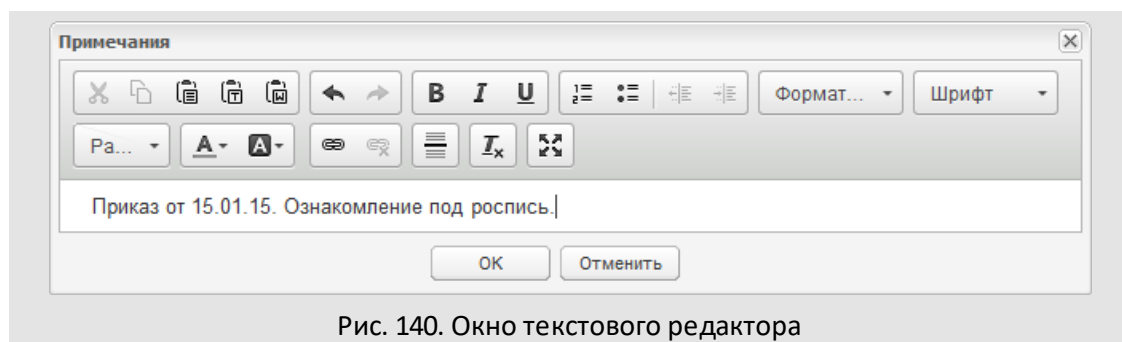 Примечания
B I U Формат... Шрифт
Ра... A A Tx
Приказ от 15.01.15. Ознакомление под роспись.
ОК Отменить
Рис. 140. Окно текстового редактора